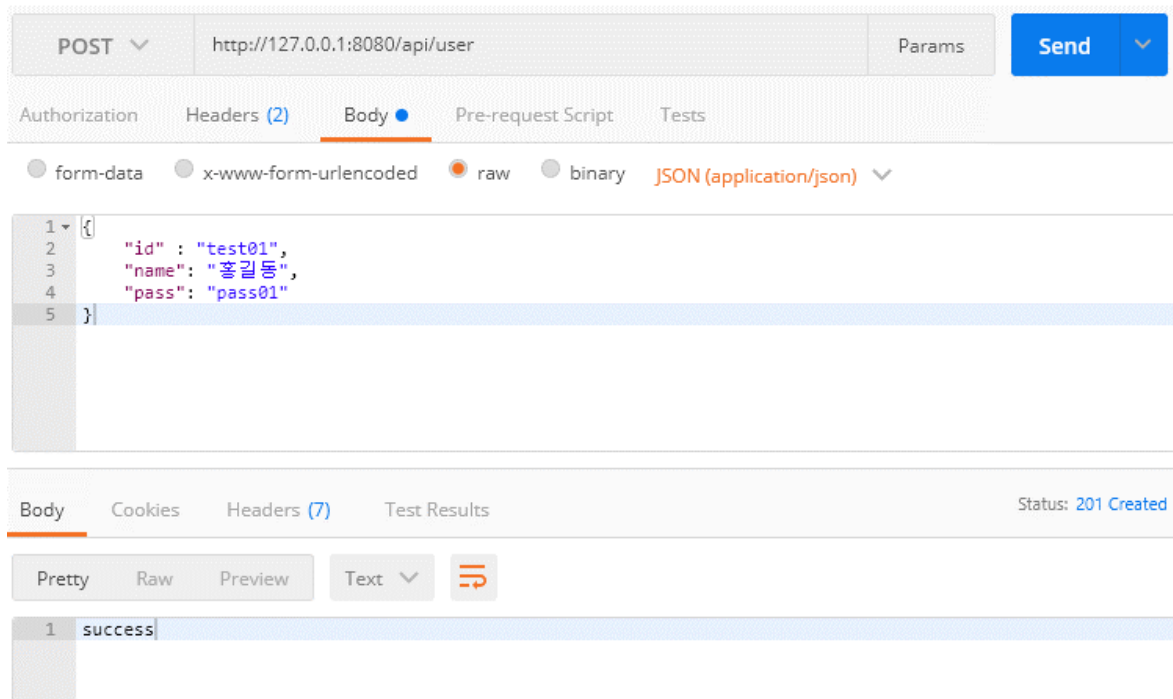 POST http://127.0.0.1:8080/api/user Params Send
Authorization Headers (2) Body Pre-request Script Tests
form-data x-www-form-urlencoded raw binary JSON (application/json)
1 {
2 "id" : "test01",
3 "name": "홍길동",
4 "pass": "pass01"
5 }
Body Cookies Headers (7) Test Results Status: 201 Created
Pretty Raw Preview Text
1 success